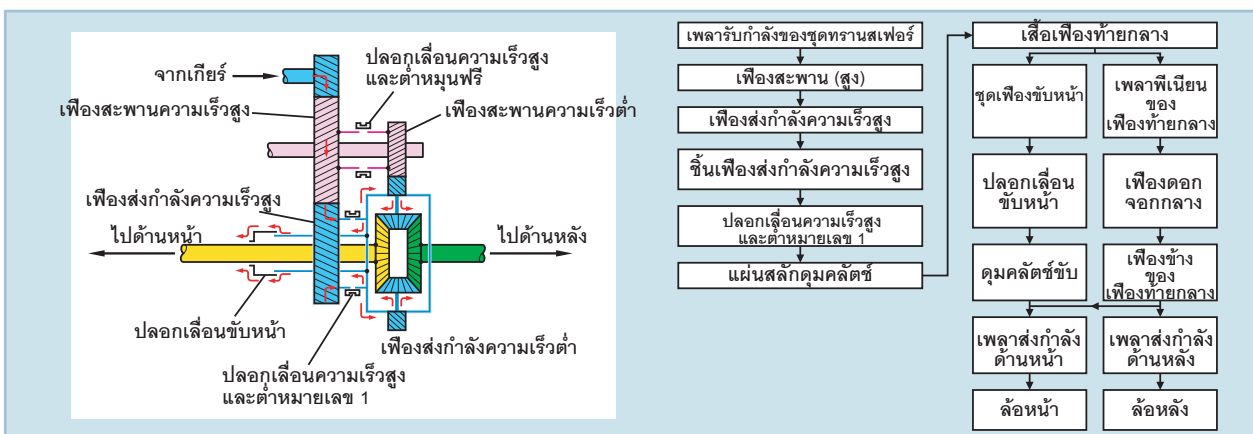 ปลอกเลื่อนความเร็วสูง
และต่ำหมุนฟรี
จากเกียร์
เฟืองสะพานความเร็วสูง
เฟืองสะพานความเร็วต่ำ
เฟืองส่งกำลังความเร็วสูง
ไปด้านหน้า
ไปด้านหลัง
ปลอกเลื่อนขับหน้า
เฟืองส่งกำลังความเร็วต่ำ
ปลอกเลื่อนความเร็วสูง
และต่ำหมายเลข 1
เพลารับกำลังของชุดทรานสเฟอร์
เฟืองสะพาน (สูง)
เฟืองส่งกำลังความเร็วสูง
ซิ้นเฟืองส่งกำลังความเร็วสูง
ปลอกเลื่อนความเร็วสูง
และต่ำหมายเลข 1
แผ่นสลักดุมคลัตช์
เสื้อเฟืองท้ายกลาง
ชุดเฟืองขับหน้า
ปลอกเลื่อน
ขับหน้า
ดุมคลัตช์ขับ
เพลาส่งกำลัง
ด้านหน้า
ล้อหน้า
เพลาพีเนียน
ของ
เฟืองท้ายกลาง
เฟืองดอก
จอกกลาง
เฟืองข้าง
ของ
เฟืองท้ายกลาง
เพลาส่งกำลัง
ด้านหลัง
ล้อหลัง